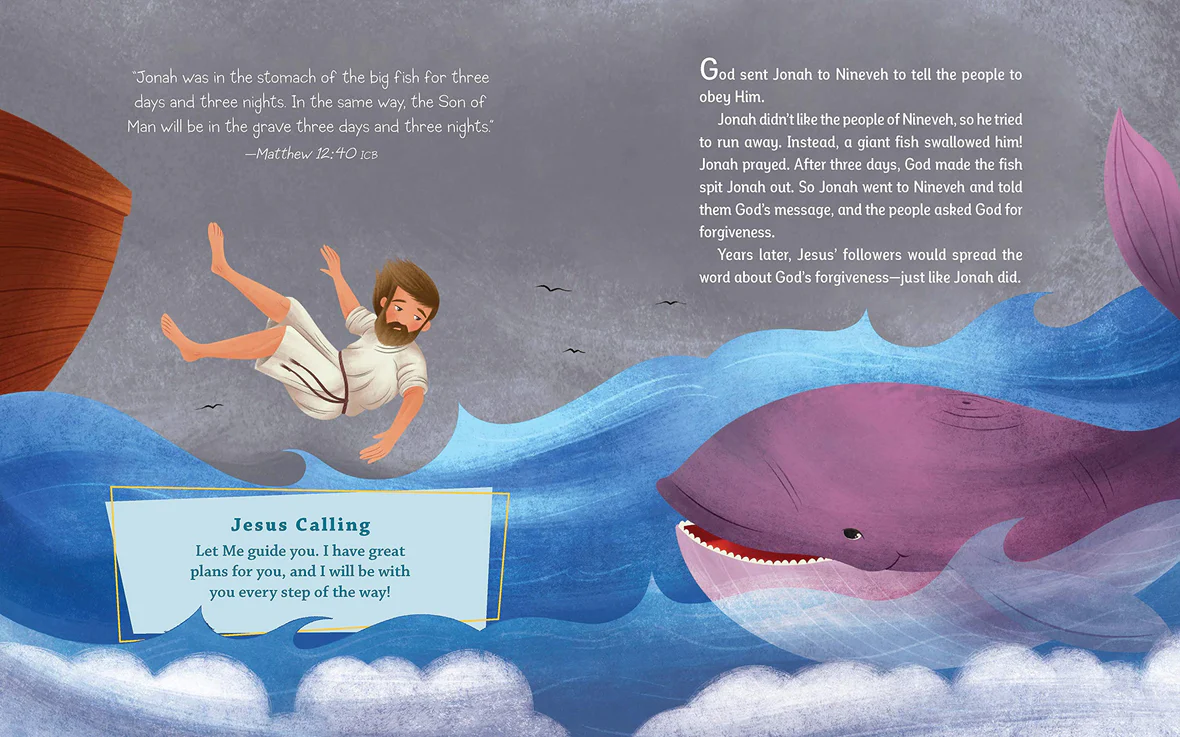 “Jonah was in the stomach of the big fish for three
days and three nights. In the same way, the Son of
Man will be in the grave three days and three nights.”
—Matthew 12:40 ICB
God sent Jonah to Nineveh to tell the people to
obey Him.
Jonah didn’t like the people of Nineveh, so he tried
to run away. Instead, a giant fish swallowed him!
Jonah prayed. After three days, God made the fish
spit Jonah out. So Jonah went to Nineveh and told
them God’s message, and the people asked God for
forgiveness.
Years later, Jesus’ followers would spread the
word about God’s forgiveness—just like Jonah did.
Jesus Calling
Let Me guide you. I have great
plans for you, and I will be with
you every step of the way!